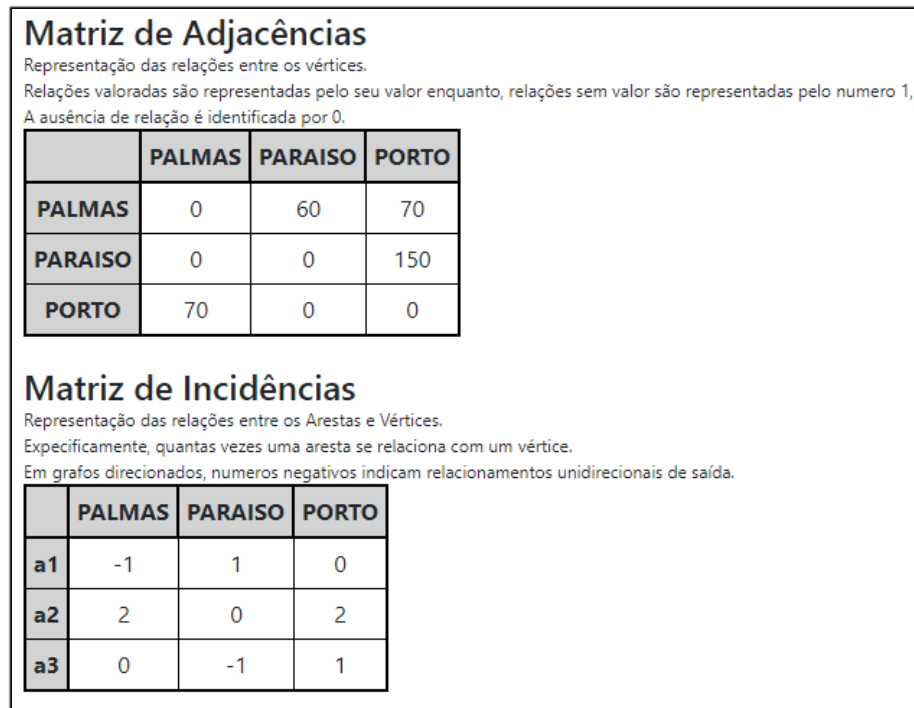 Matriz de Adjacências
Representação das relações entre os vértices.
Relações valoradas são representadas pelo seu valor enquanto, relações sem valor são representadas pelo numero 1,
A ausência de relação é identificada por 0.
PALMAS PARAISO PORTO
PALMAS 0 60 70
PARAISO 0 0 150
PORTO 70 0 0
Matriz de Incidências
Representação das relações entre os Arestas e Vértices.
Expecificamente, quantas vezes uma aresta se relaciona com um vértice.
Em grafos direcionados, numeros negativos indicam relacionamentos unidirecionais de saída.
PALMAS PARAISO PORTO
a1 -1 1 0
a2 2 0 2
a3 0 -1 1